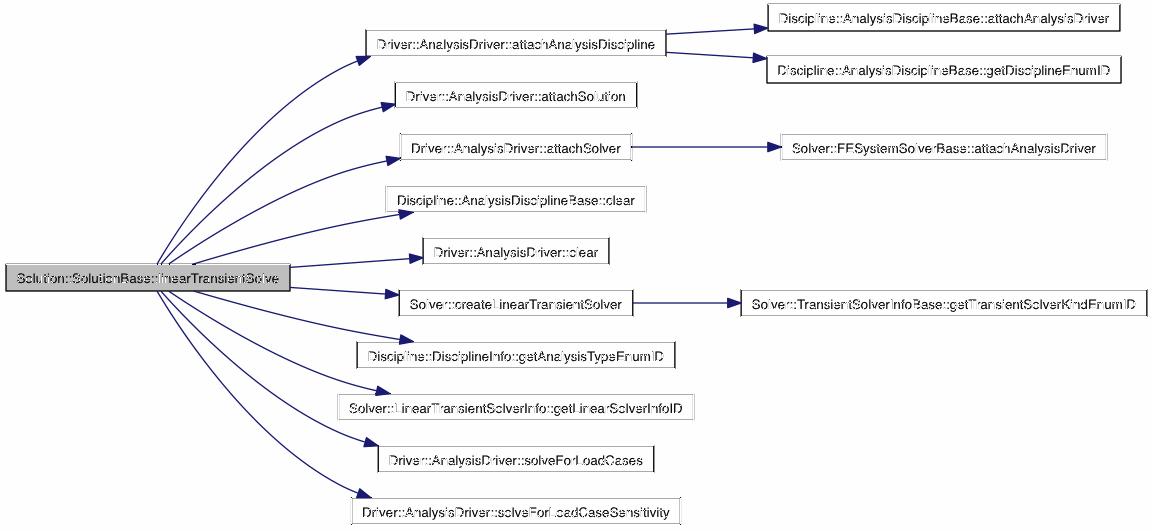 Discipline::AnalysisDisciplineBase::attachAnalysisDriver
Driver::AnalysisDriver::attachAnalysisDiscipline
Discipline::AnalysisDisciplineBase::getDisciplineEnumID
Driver::AnalysisDriver::attachSolution
Driver::AnalysisDriver::attachSolver
Solver::FESystemSolverBase::attachAnalysisDriver
Discipline::AnalysisDisciplineBase::clear
Driver::AnalysisDriver::clear
Solution::SolutionBase::linearTransientSolve
Solver::createLinearTransientSolver
Solver::TransientSolverInfoBase::getTransientSolverKindEnumID
Discipline::DisciplineInfo::getAnalysisTypeEnumID
Solver::LinearTransientSolverInfo::getLinearSolverInfoID
Driver::AnalysisDriver::solveForLoadCases
Driver::AnalysisDriver::solveForLoadCaseSensitivity